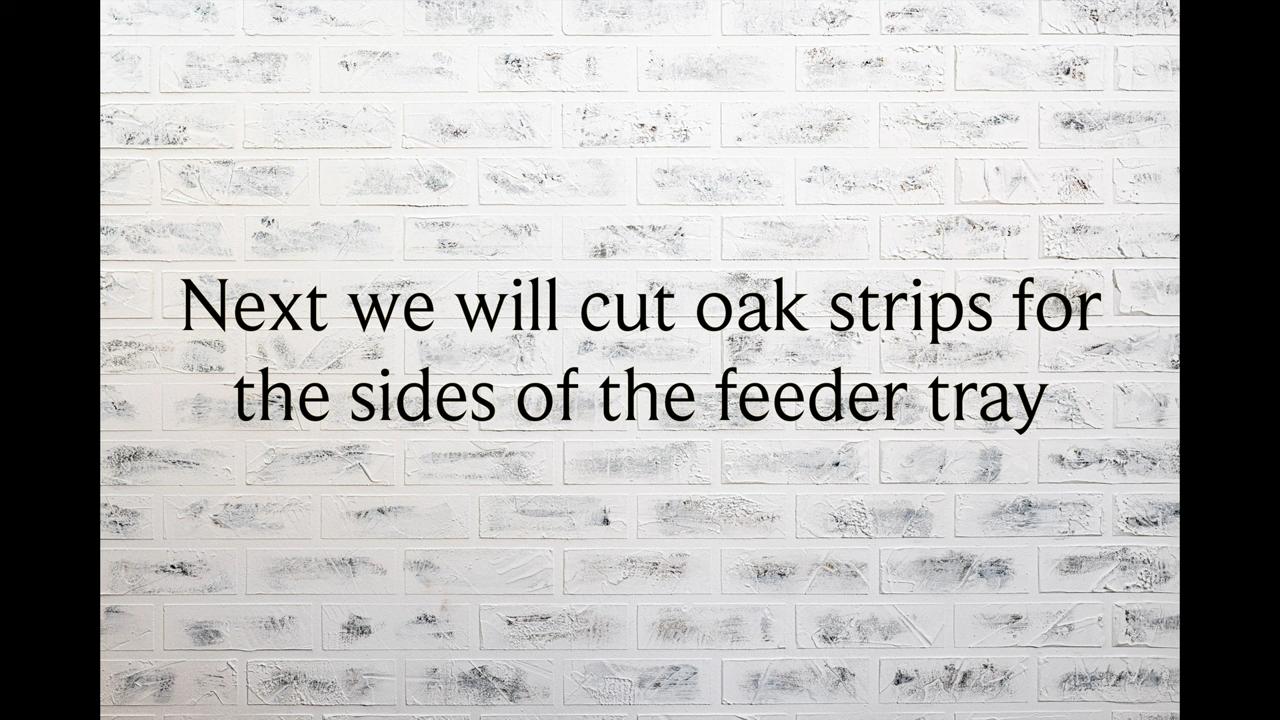 Next we will cut oak strips for
the sides of the feeder tray